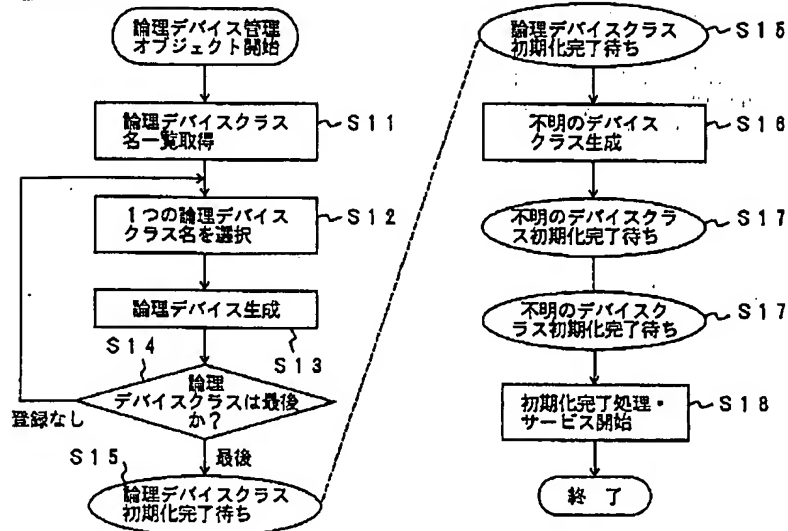 論理デバイス管理
オブジェクト開始
論理デバイスクラス
名一覧取得
S11
1つの論理デバイス
クラス名を選択
S12
論理デバイス生成
S13
S14
論理
デバイスクラスは最後
か?
登録なし
最後
S15
論理デバイスクラス
初期化完了待ち
論理デバイスクラス
初期化完了待ち
S15
不明のデバイス
クラス生成
S16
不明のデバイスクラ
ス初期化完了待ち
S17
不明のデバイスク
ラス初期化完了待ち
S17
初期化完了処理・
サービス開始
S18
終 了